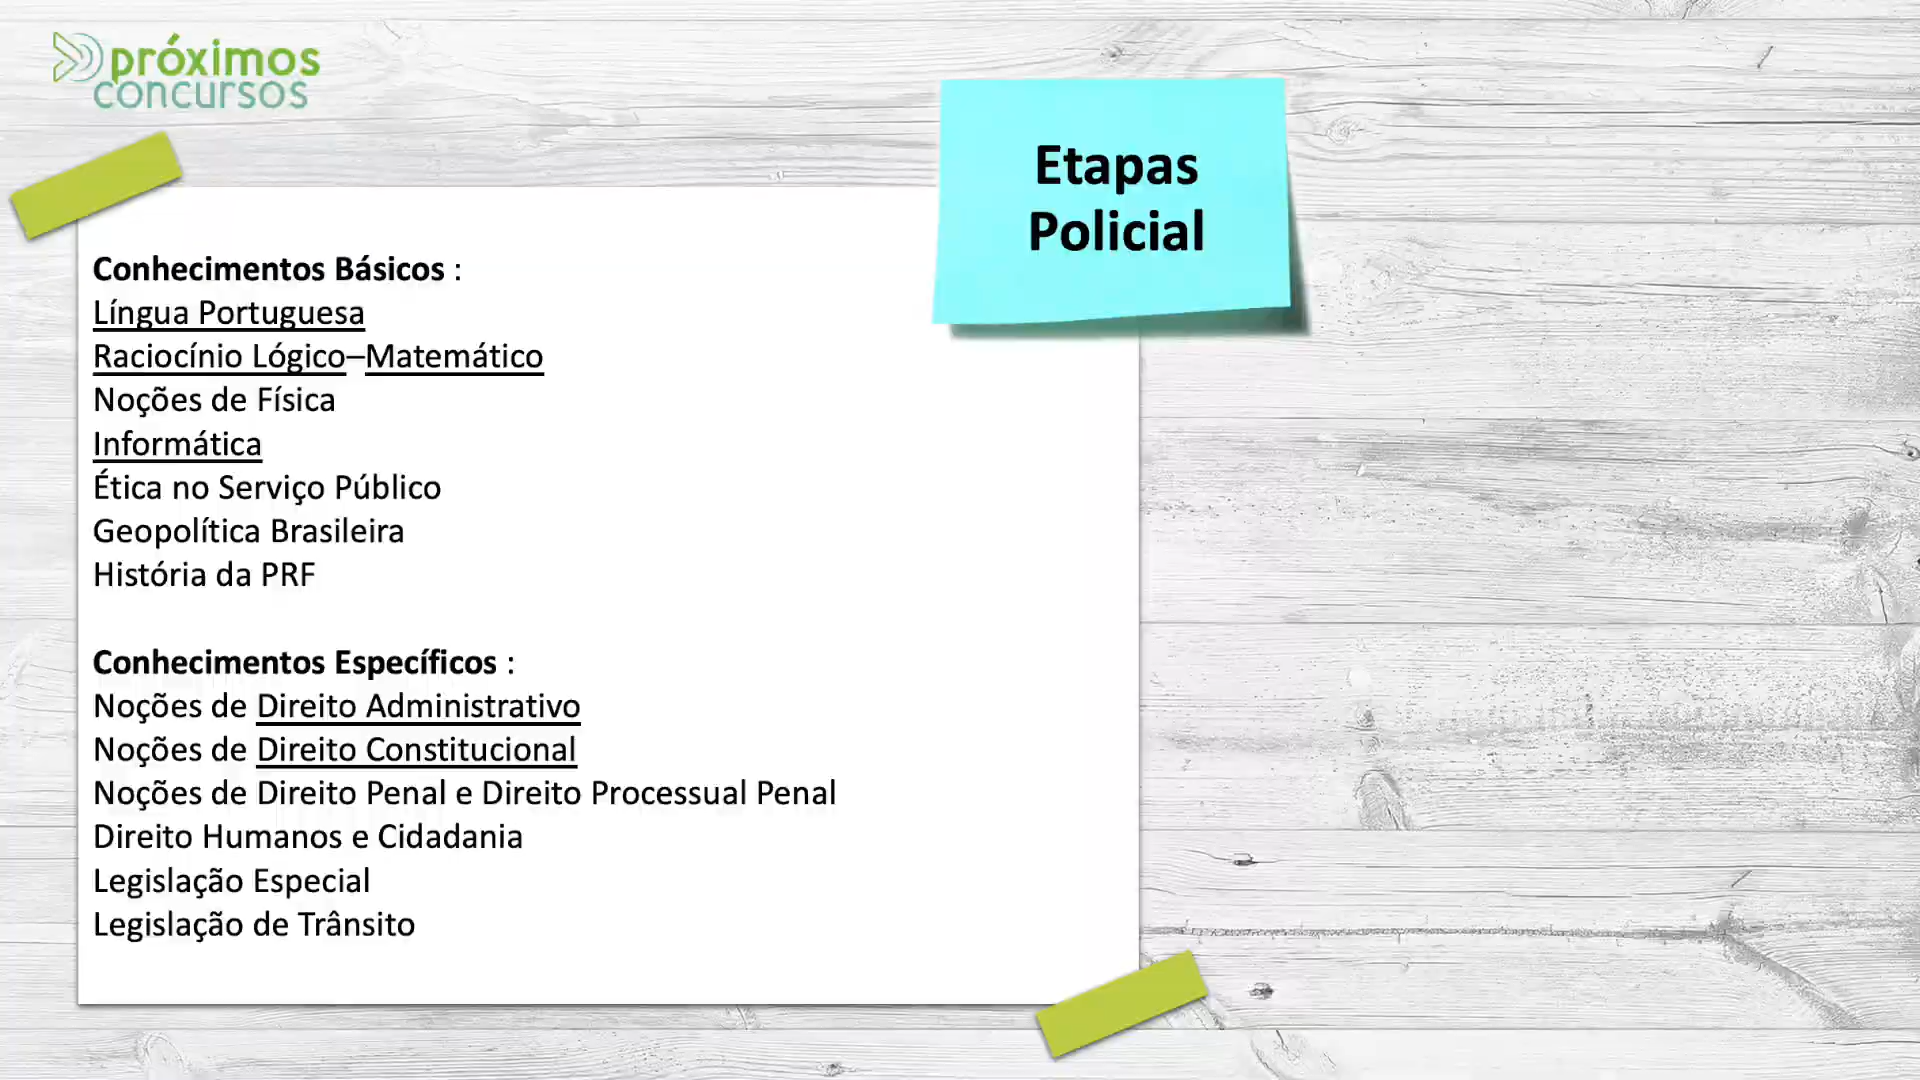 próximos
concursos
Etapas
Policial
Conhecimentos Básicos :
Língua Portuguesa
Raciocínio Lógico–Matemático
Noções de Física
Informática
Ética no Serviço Público
Geopolítica Brasileira
História da PRF
Conhecimentos Específicos :
Noções de Direito Administrativo
Noções de Direito Constitucional
Noções de Direito Penal e Direito Processual Penal
Direito Humanos e Cidadania
Legislação Especial
Legislação de Trânsito